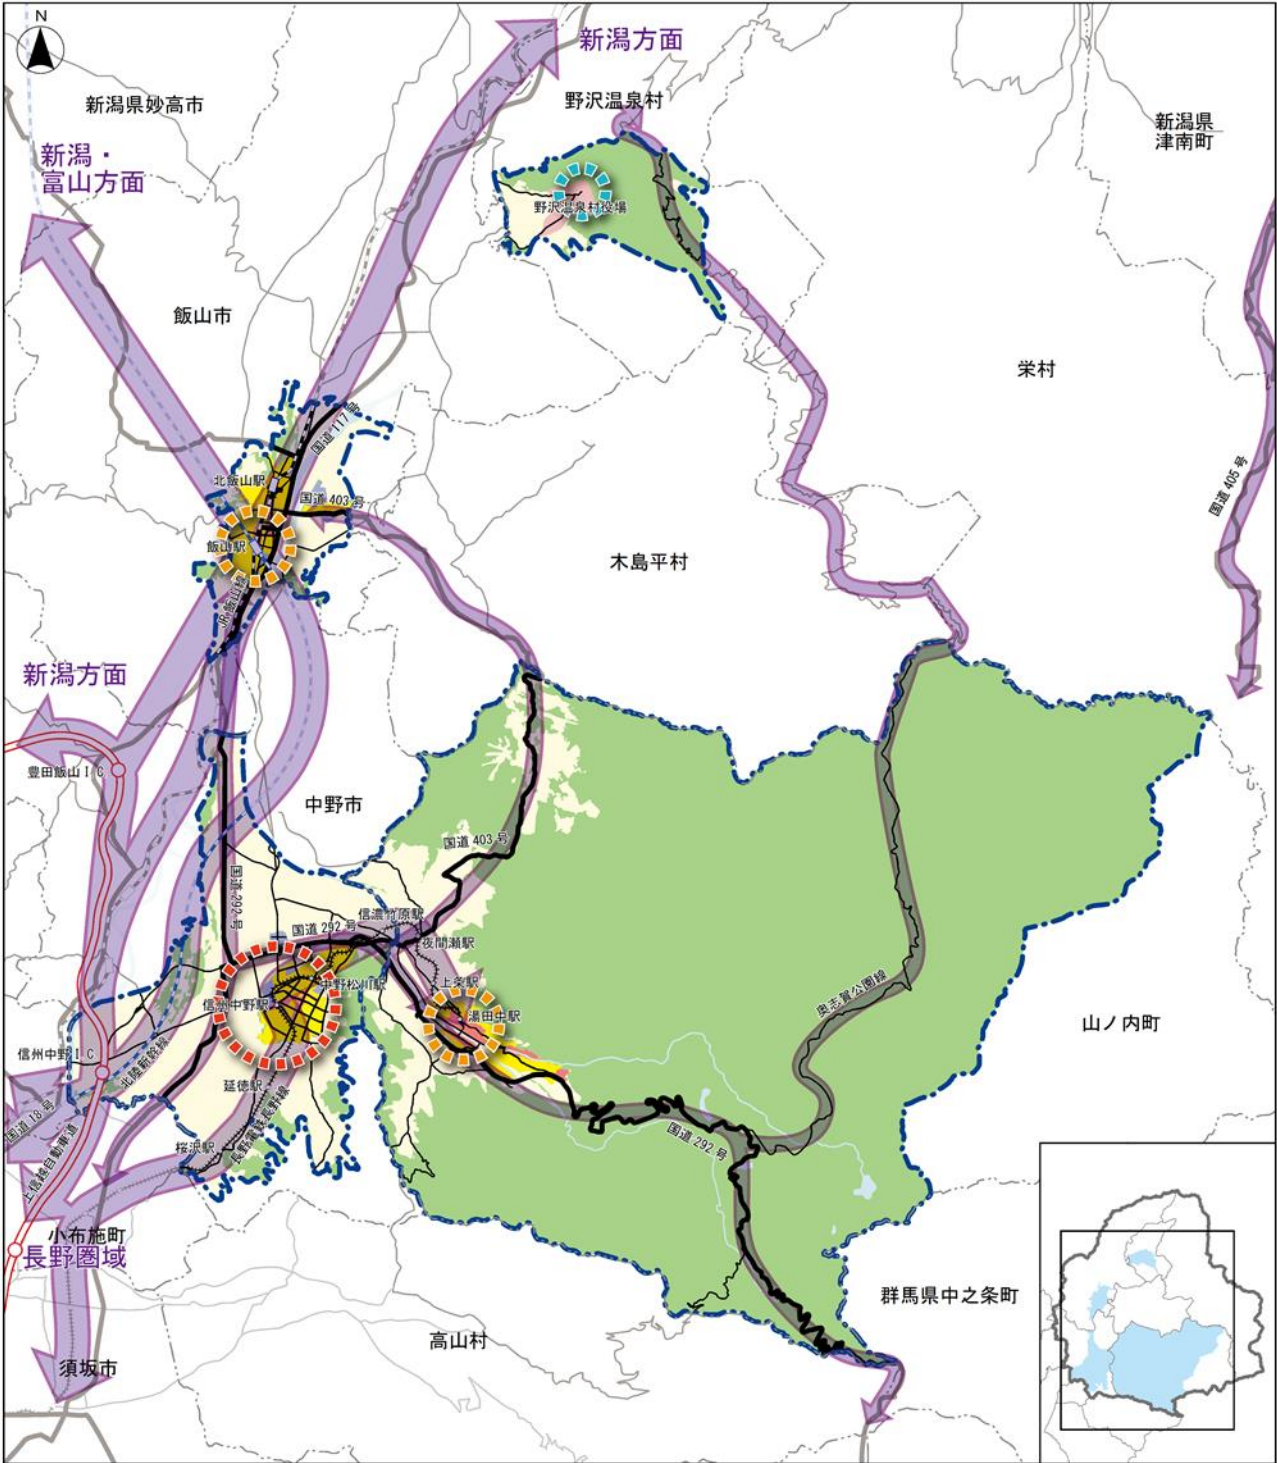 N
新潟方面
新潟県妙高市
野沢温泉村
新潟県
津南町
新潟・
富山方面
野沢温泉村役場
飯山市
栄村
国道117号
北飯山駅
国道403号
国道405号
飯山駅
木島平村
JR飯山線
新潟方面
豊田飯山IC
中野市
国道403号
国道292号
信濃竹原駅
国道292号
夜間瀬駅
上条駅
中野松川駅
信州中野駅
湯田中駅
奥志賀公園線
山ノ内町
信州中野IC
北陸新幹線
延徳駅
国道18号
長野電鉄長野線
上信越自動車道
桜沢駅
国道292号
小布施町
長野圏域
群馬県中之条町
高山村
須坂市